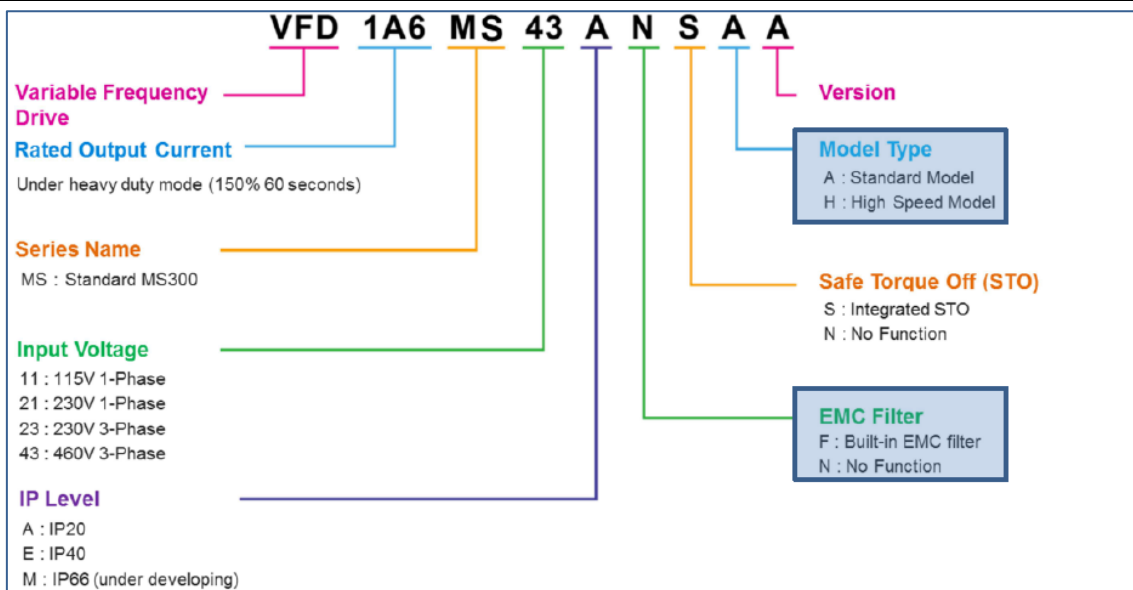 VFD 1A6 MS 43 A N S A A
Variable Frequency
Drive
Rated Output Current
Under heavy duty mode (150% 60 seconds)
Series Name
MS : Standard MS300
Input Voltage
11 : 115V 1-Phase
21 : 230V 1-Phase
23 : 230V 3-Phase
43 : 460V 3-Phase
IP Level
A : IP20
E : IP40
M : IP66 (under developing)
Version
Model Type
A : Standard Model
H : High Speed Model
Safe Torque Off (STO)
S : Integrated STO
N : No Function
EMC Filter
F : Built-in EMC filter
N : No Function